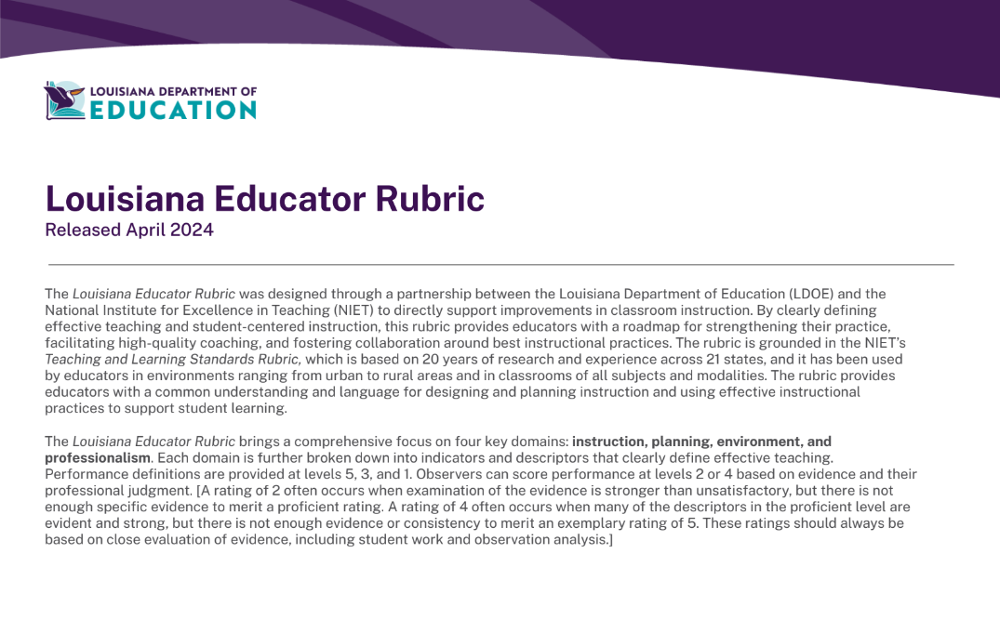 LOUISIANA DEPARTMENT OF
EDUCATION
Louisiana Educator Rubric
Released April 2024
The Louisiana Educator Rubric was designed through a partnership between the Louisiana Department of Education (LDOE) and the
National Institute for Excellence in Teaching (NIET) to directly support improvements in classroom instruction. By clearly defining
effective teaching and student-centered instruction, this rubric provides educators with a roadmap for strengthening their practice,
facilitating high-quality coaching, and fostering collaboration around best instructional practices. The rubric is grounded in the NIET’s
Teaching and Learning Standards Rubric, which is based on 20 years of research and experience across 21 states, and it has been used
by educators in environments ranging from urban to rural areas and in classrooms of all subjects and modalities. The rubric provides
educators with a common understanding and language for designing and planning instruction and using effective instructional
practices to support student learning.
The Louisiana Educator Rubric brings a comprehensive focus on four key domains: instruction, planning, environment, and
professionalism. Each domain is further broken down into indicators and descriptors that clearly define effective teaching.
Performance definitions are provided at levels 5, 3, and 1. Observers can score performance at levels 2 or 4 based on evidence and their
professional judgment. [A rating of 2 often occurs when examination of the evidence is stronger than unsatisfactory, but there is not
enough specific evidence to merit a proficient rating. A rating of 4 often occurs when many of the descriptors in the proficient level are
evident and strong, but there is not enough evidence or consistency to merit an exemplary rating of 5. These ratings should always be
based on close evaluation of evidence, including student work and observation analysis.]